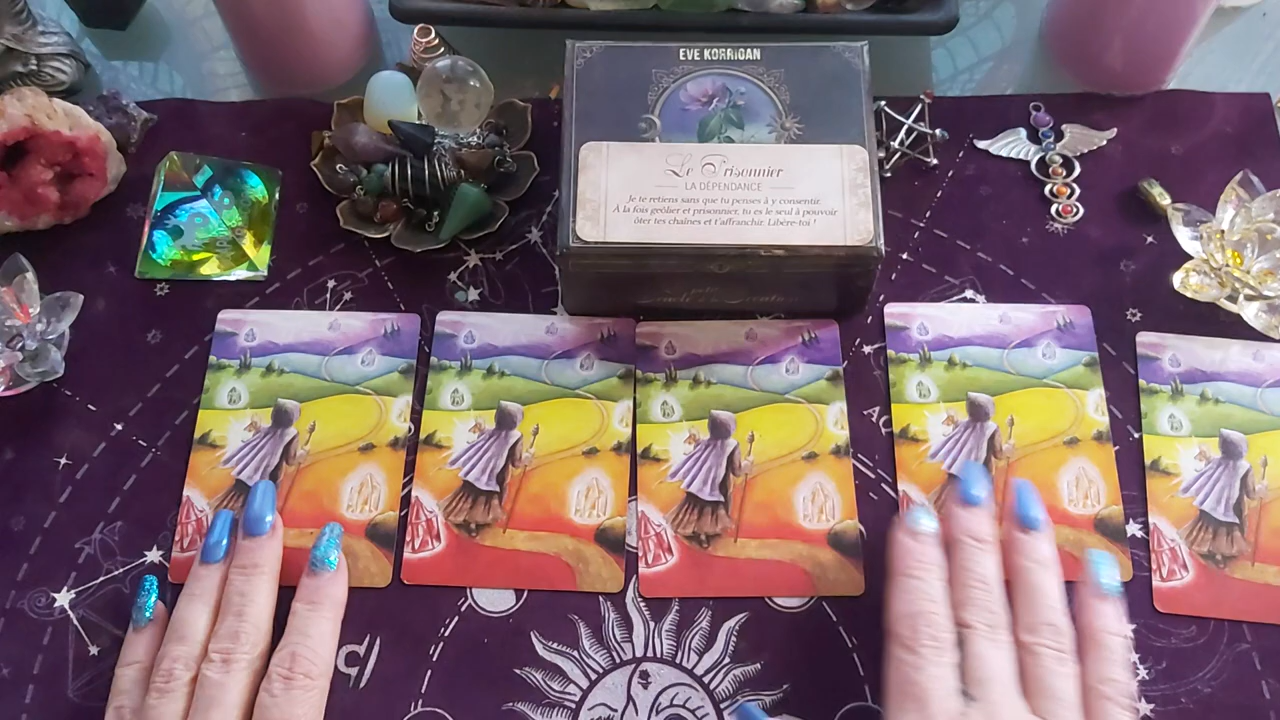 EVE KORRIGAN
Le Prisonnier
LA DÉPENDANCE
Je te retiens sans que tu penses à y consentir.
À la fois geôlier et prisonnier, tu es le seul à pouvoir
ôter tes chaînes et t'affranchir. Libère-toi !